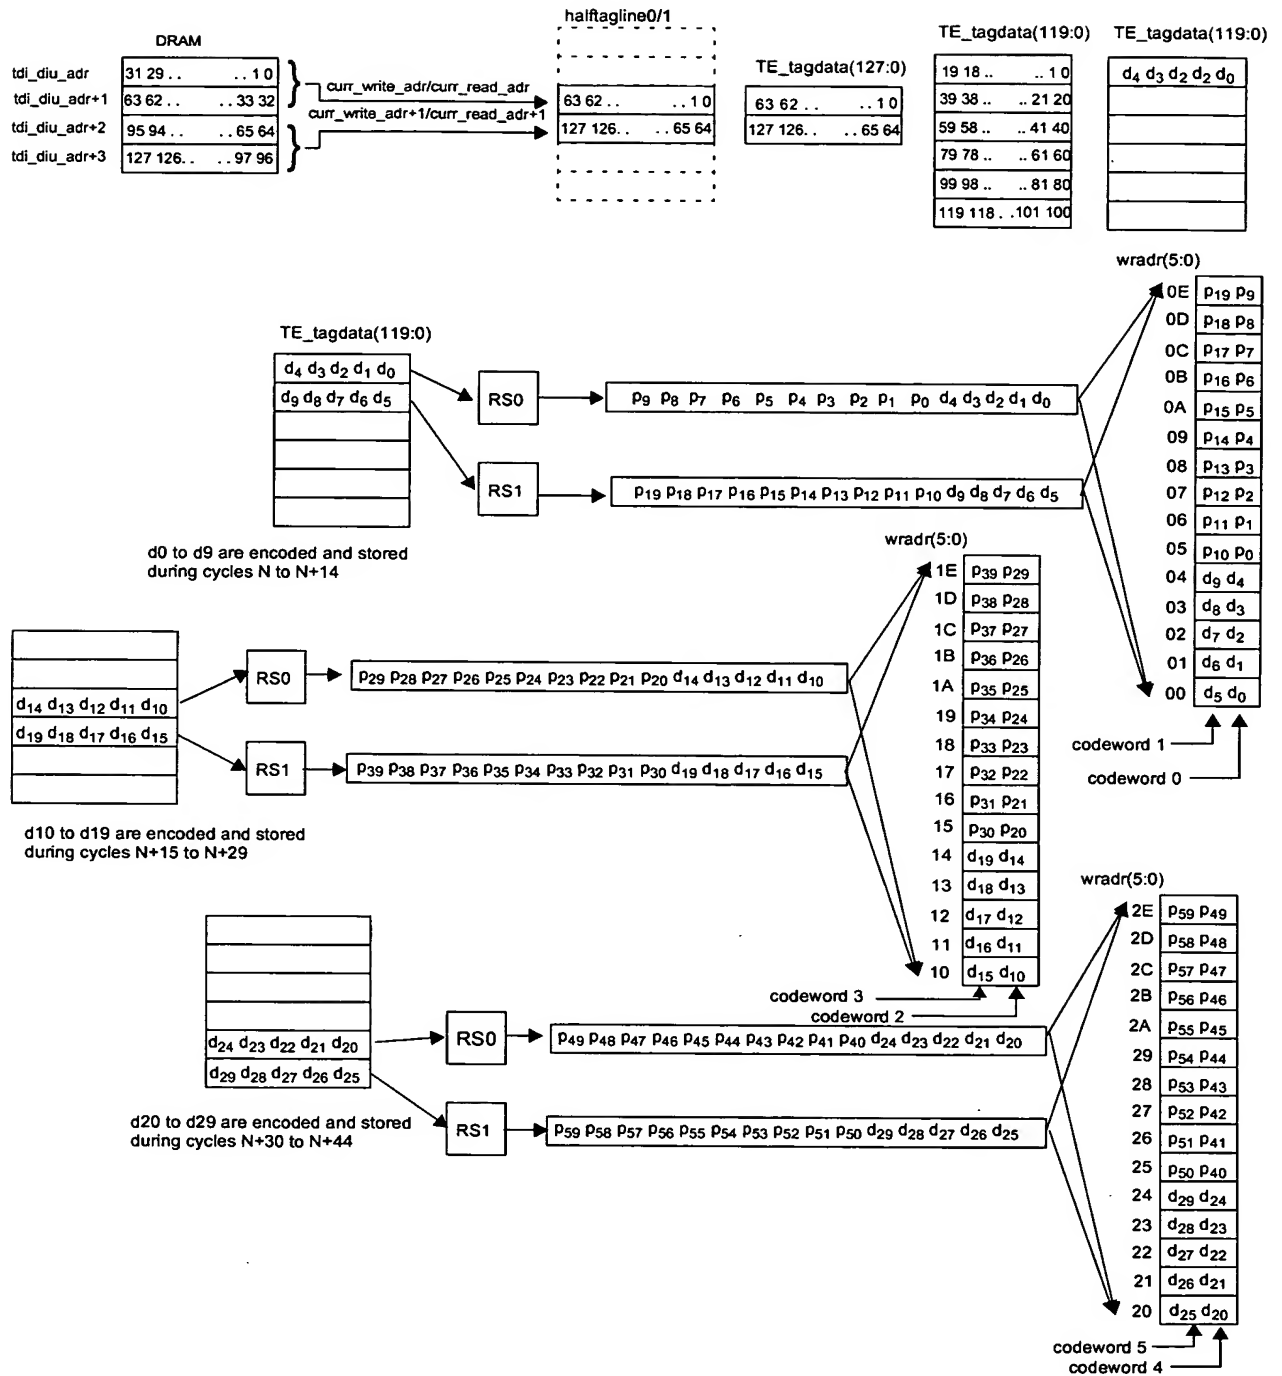 halftagline0/1
DRAM
TE_tagdata(119:0)
TE_tagdata(119:0)
TE_tagdata(127:0)
tdi_diu_adr
31 29 . . . . 1 0
tdi_diu_adr+1
63 62 . . . . 33 32
tdi_diu_adr+2
95 94 . . . . 65 64
tdi_diu_adr+3
127 126. . . . 97 96
curr_write_adr/curr_read_adr
curr_write_adr+1/curr_read_adr+1
63 62 . . . . 1 0
127 126. . . . 65 64
63 62 . . . . 1 0
127 126. . . . 65 64
19 18 . . . . 1 0
39 38 . . . . 21 20
59 58 . . . . 41 40
79 78 . . . . 61 60
99 98 . . . . 81 80
119 118 . . 101 100
d4 d3 d2 d2 d0
wradr(5:0)
0E p19 p9
0D p18 p8
0C p17 p7
0B p16 p6
0A p15 p5
09 p14 p4
08 p13 p3
07 p12 p2
06 p11 p1
05 p10 p0
04 d9 d4
03 d8 d3
02 d7 d2
01 d6 d1
00 d5 d0
codeword 1
codeword 0
TE_tagdata(119:0)
d4 d3 d2 d1 d0
d9 d8 d7 d6 d5
RS0
p9 p8 p7 p6 p5 p4 p3 p2 p1 p0 d4 d3 d2 d1 d0
RS1
p19 p18 p17 p16 p15 p14 p13 p12 p11 p10 d9 d8 d7 d6 d5
d0 to d9 are encoded and stored
during cycles N to N+14
wradr(5:0)
1E p39 p29
1D p38 p28
1C p37 p27
1B p36 p26
1A p35 p25
19 p34 p24
18 p33 p23
17 p32 p22
16 p31 p21
15 p30 p20
14 d19 d14
13 d18 d13
12 d17 d12
11 d16 d11
10 d15 d10
codeword 3
codeword 2
d14 d13 d12 d11 d10
d19 d18 d17 d16 d15
RS0
p29 p28 p27 p26 p25 p24 p23 p22 p21 p20 d14 d13 d12 d11 d10
RS1
p39 p38 p37 p36 p35 p34 p33 p32 p31 p30 d19 d18 d17 d16 d15
d10 to d19 are encoded and stored
during cycles N+15 to N+29
wradr(5:0)
2E p59 p49
2D p58 p48
2C p57 p47
2B p56 p46
2A p55 p45
29 p54 p44
28 p53 p43
27 p52 p42
26 p51 p41
25 p50 p40
24 d29 d24
23 d28 d23
22 d27 d22
21 d26 d21
20 d25 d20
codeword 5
codeword 4
d24 d23 d22 d21 d20
d29 d28 d27 d26 d25
RS0
p49 p48 p47 p46 p45 p44 p43 p42 p41 p40 d24 d23 d22 d21 d20
RS1
p59 p58 p57 p56 p55 p54 p53 p52 p51 p50 d29 d28 d27 d26 d25
d20 to d29 are encoded and stored
during cycles N+30 to N+44